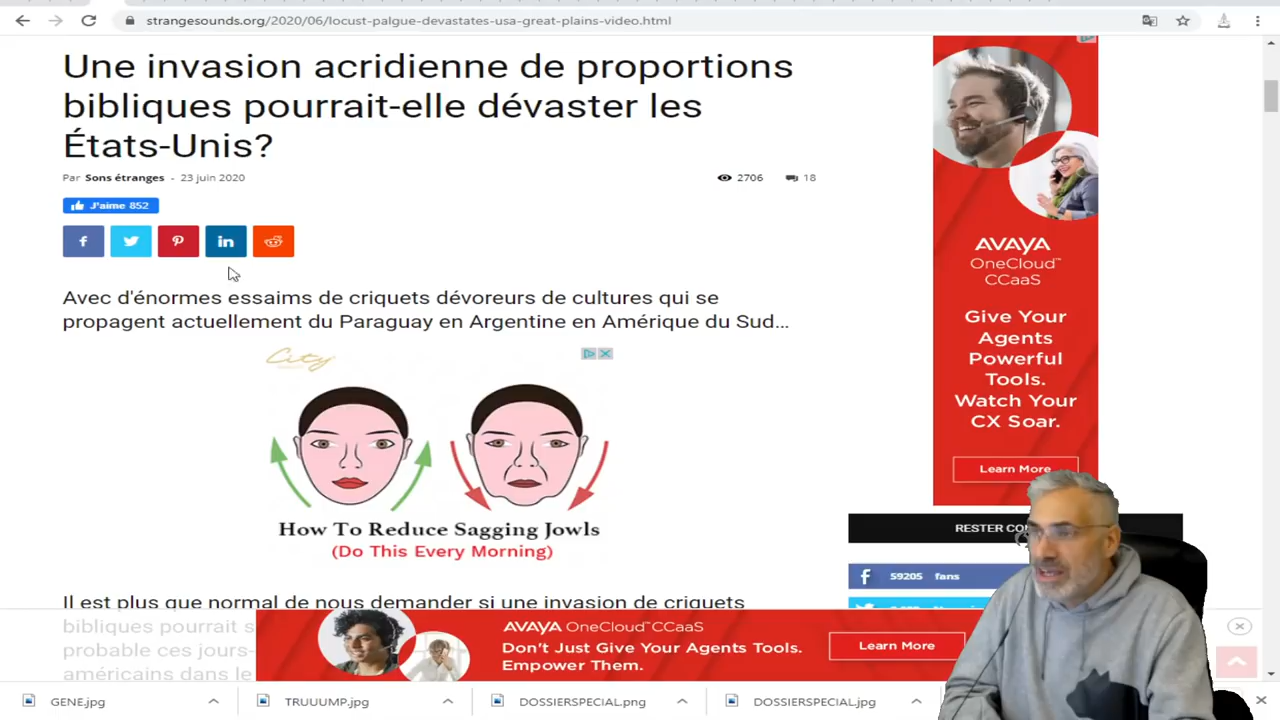 strangesounds.org/2020/06/locust-palgue-devastates-usa-great-plains-video.html
Une invasion acridienne de proportions
bibliques pourrait-elle dévaster les
États-Unis?
Par Sons étranges - 23 juin 2020
2706
18
J'aime 852
Avec d'énormes essaims de criquets dévoreurs de cultures qui se
propagent actuellement du Paraguay en Argentine en Amérique du Sud...
City
How To Reduce Sagging Jowls
(Do This Every Morning)
Il est plus que normal de nous demander si une invasion de criquets
bibliques pourrait
probable ces jours-
américains dans le
AVAYA
OneCloud™
CCaaS
Give Your
Agents
Powerful
Tools.
Watch Your
CX Soar.
Learn More
RESTER
59205 fans
AVAYA OneCloud™CCaaS
Don't Just Give Your Agents Tools.
Empower Them.
Learn More
GENE.jpg
TRUUUMP.jpg
DOSSIERSPECIAL.png
DOSSIERSPECIAL.jpg